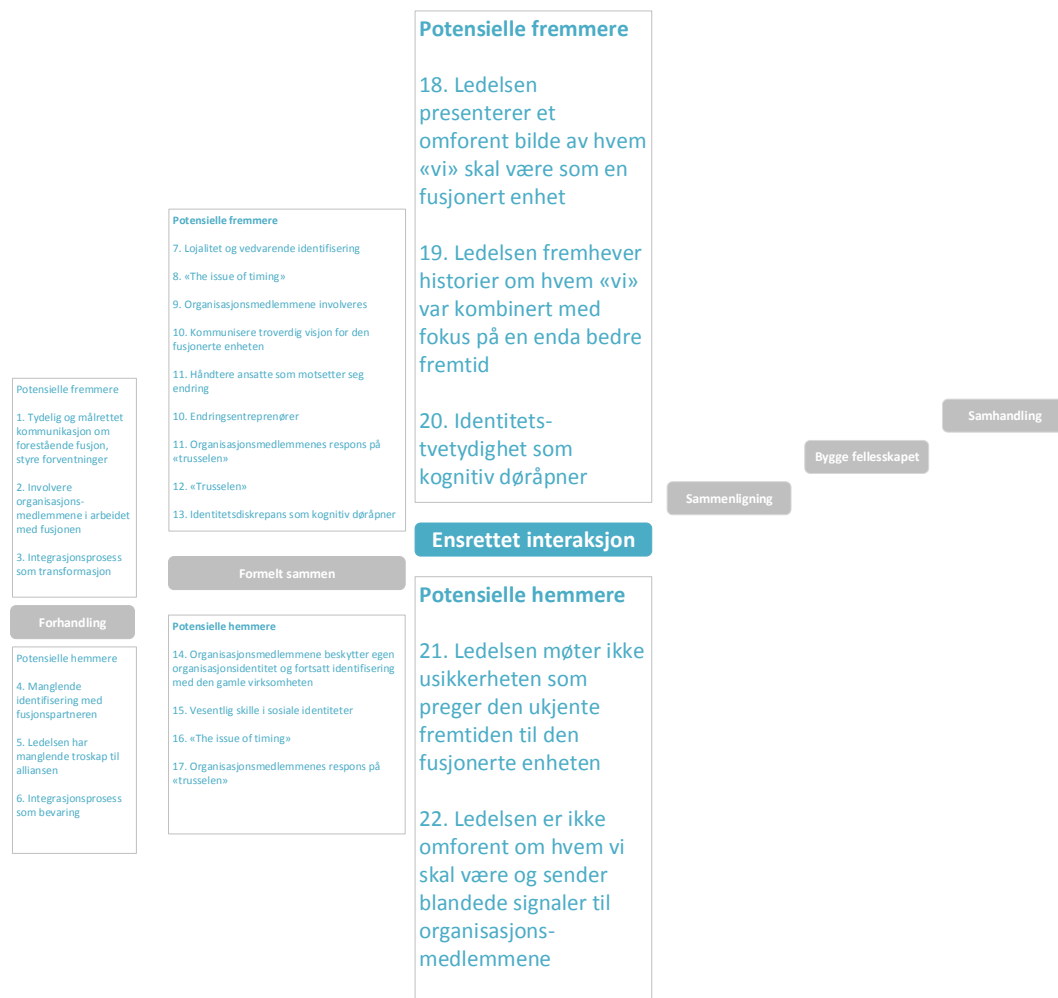 Potensielle fremmere
1. Tydelig og målrettet
kommunikasjon om
forestående fusjon,
styre forventninger
2. Involvere
organisasjons-
medlemmene i arbeidet
med fusjonen
3. Integrasjonsprosess
som transformasjon
Forhandling
Potensielle hemmere
4. Manglende
identifisering med
fusjonspartneren
5. Ledelsen har
manglende troskap til
alliansen
6. Integrasjonsprosess
som bevaring
Potensielle fremmere
7. Lojalitet og vedvarende identifisering
8. «The issue of timing»
9. Organisasjonsmedlemmene involveres
10. Kommunisere troverdig visjon for den
fusjonerte enheten
11. Håndtere ansatte som motsetter seg
endring
10. Endringsentreprenører
11. Organisasjonsmedlemmenes respons på
«trusselen»
12. «Trusselen»
13. Identitetsdiskrepans som kognitiv døråpner
Formelt sammen
Potensielle hemmere
14. Organisasjonsmedlemmene beskytter egen
organisasjonsidentitet og fortsatt identifisering
med den gamle virksomheten
15. Vesentlig skille i sosiale identiteter
16. «The issue of timing»
17. Organisasjonsmedlemmenes respons på
«trusselen»
Potensielle fremmere
18. Ledelsen
presenterer et
omforent bilde av hvem
«vi» skal være som en
fusjonert enhet
19. Ledelsen fremhever
historier om hvem «vi»
var kombinert med
fokus på en enda bedre
fremtid
20. Identitets-
tvetydighet som
kognitiv døråpner
Ensrettet interaksjon
Potensielle hemmere
21. Ledelsen møter ikke
usikkerheten som
preger den ukjente
fremtiden til den
fusjonerte enheten
22. Ledelsen er ikke
omforent om hvem vi
skal være og sender
blandede signaler til
organisasjons-
medlemmene
Sammenligning
Bygge fellesskapet
Samhandling